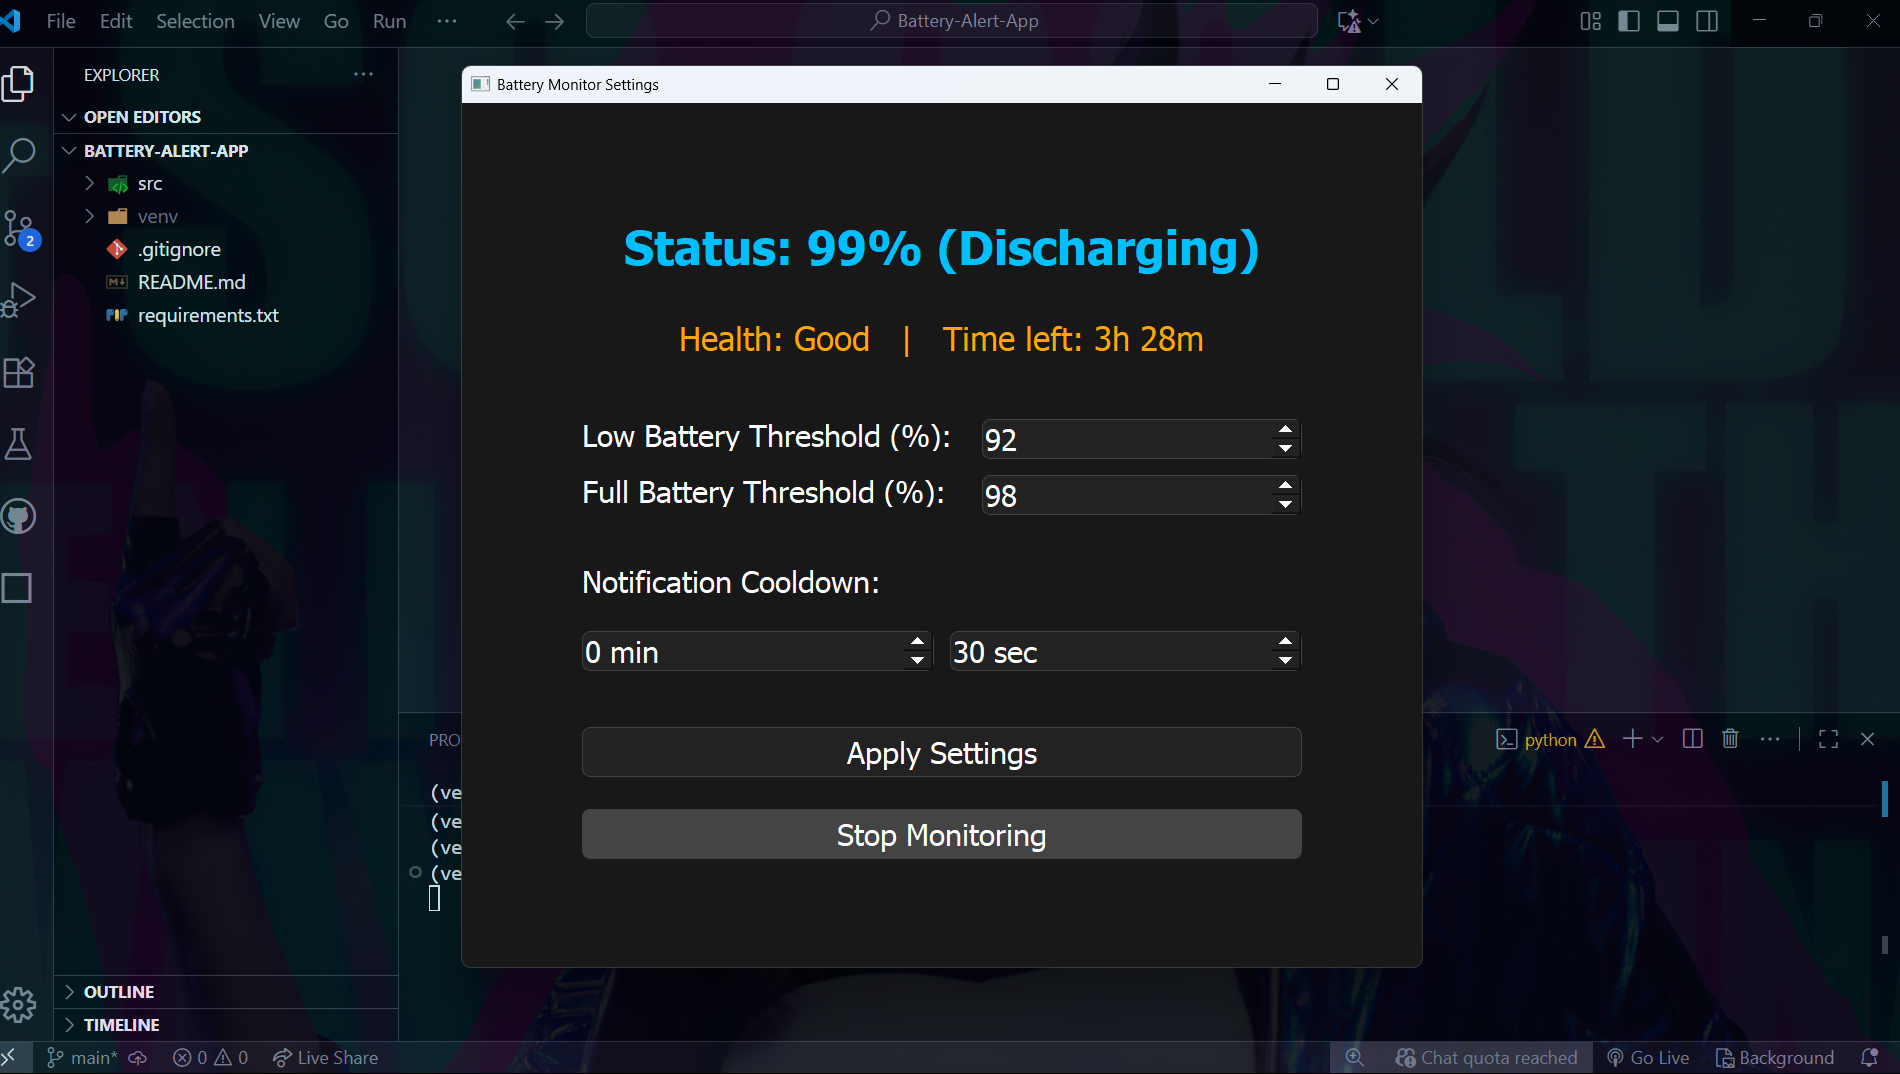 File Edit Selection View Go Run ···
Battery-Alert-App
EXPLORER
OPEN EDITORS
BATTERY-ALERT-APP
src
venv
.gitignore
README.md
requirements.txt
2
OUTLINE
TIMELINE
Battery Monitor Settings
Status: 99% (Discharging)
Health: Good | Time left: 3h 28m
Low Battery Threshold (%): 92
Full Battery Threshold (%): 98
Notification Cooldown:
0 min 30 sec
Apply Settings
Stop Monitoring
PRO
python
(ve
(ve
(ve
(ve
main* 0 0 Live Share
Chat quota reached Go Live Background